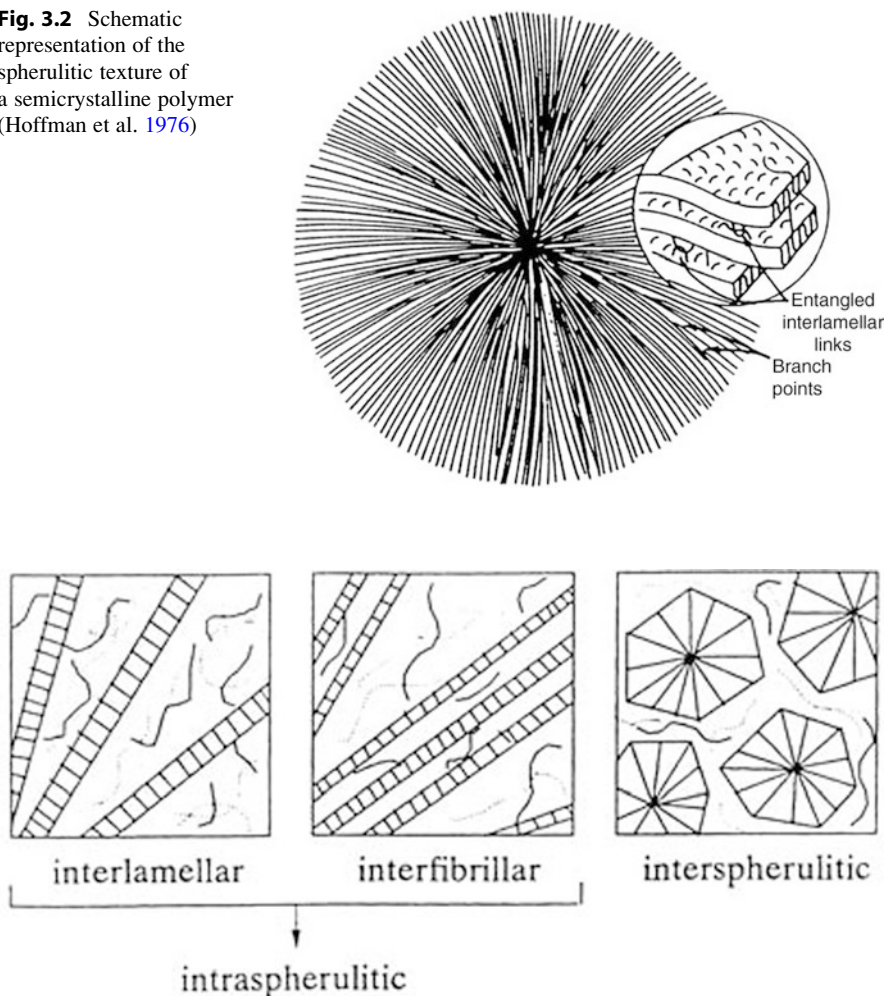 Fig. 3.2 Schematic
representation of the
spherulitic texture of
a semicrystalline polymer
(Hoffman et al. 1976)
Entangled
interlamellar
links
Branch
points
interlamellar
interfibrillar
interspherulitic
intraspherulitic